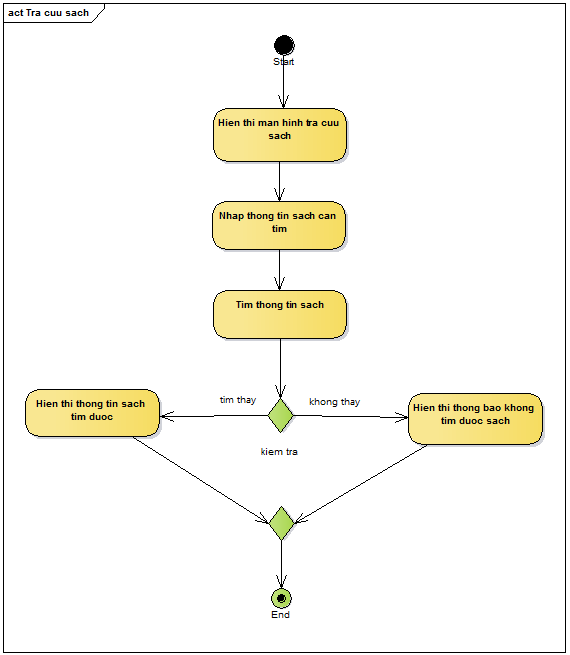 act Tra cuu sach
Start
Hien thi man hinh tra cuu
sach
Nhap thong tin sach can
tim
Tim thong tin sach
tim thay
khong thay
Hien thi thong tin sach
tim duoc
Hien thi thong bao khong
tim duoc sach
kiem tra
End